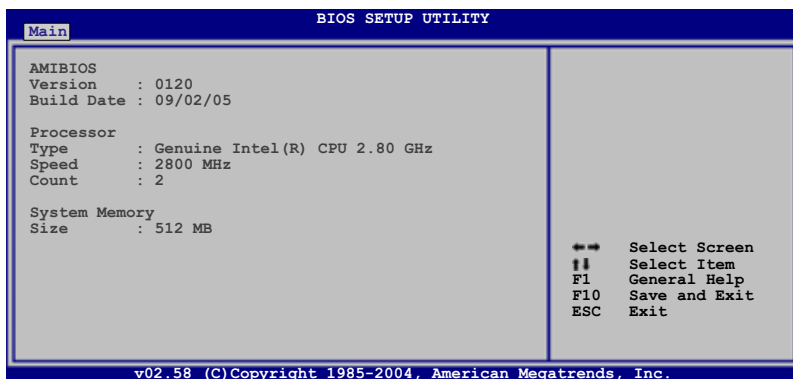 BIOS SETUP UTILITY
Main
AMIBIOS
Version : 0120
Build Date : 09/02/05
Processor
Type : Genuine Intel(R) CPU 2.80 GHz
Speed : 2800 MHz
Count : 2
System Memory
Size : 512 MB
←→ Select Screen
↑↓ Select Item
F1 General Help
F10 Save and Exit
ESC Exit
v02.58 (C)Copyright 1985-2004, American Megatrends, Inc.